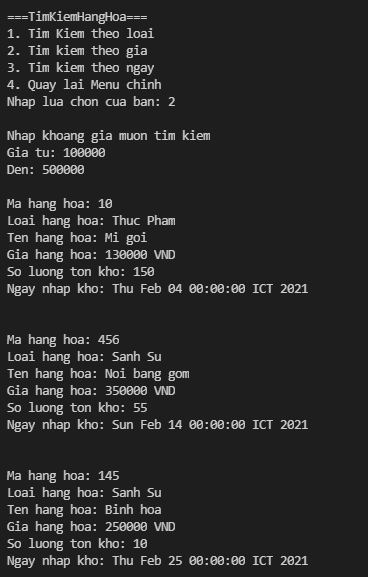 ===TimKiemHangHoa===
1. Tim Kiem theo loai
2. Tim kiem theo gia
3. Tim kiem theo ngay
4. Quay lai Menu chinh
Nhap lua chon cua ban: 2
Nhap khoang gia muon tim kiem
Gia tu: 100000
Den: 500000
Ma hang hoa: 10
Loai hang hoa: Thuc Pham
Ten hang hoa: Mi goi
Gia hang hoa: 130000 VND
So luong ton kho: 150
Ngay nhap kho: Thu Feb 04 00:00:00 ICT 2021
Ma hang hoa: 456
Loai hang hoa: Sanh Su
Ten hang hoa: Noi bang gom
Gia hang hoa: 350000 VND
So luong ton kho: 55
Ngay nhap kho: Sun Feb 14 00:00:00 ICT 2021
Ma hang hoa: 145
Loai hang hoa: Sanh Su
Ten hang hoa: Binh hoa
Gia hang hoa: 250000 VND
So luong ton kho: 10
Ngay nhap kho: Thu Feb 25 00:00:00 ICT 2021